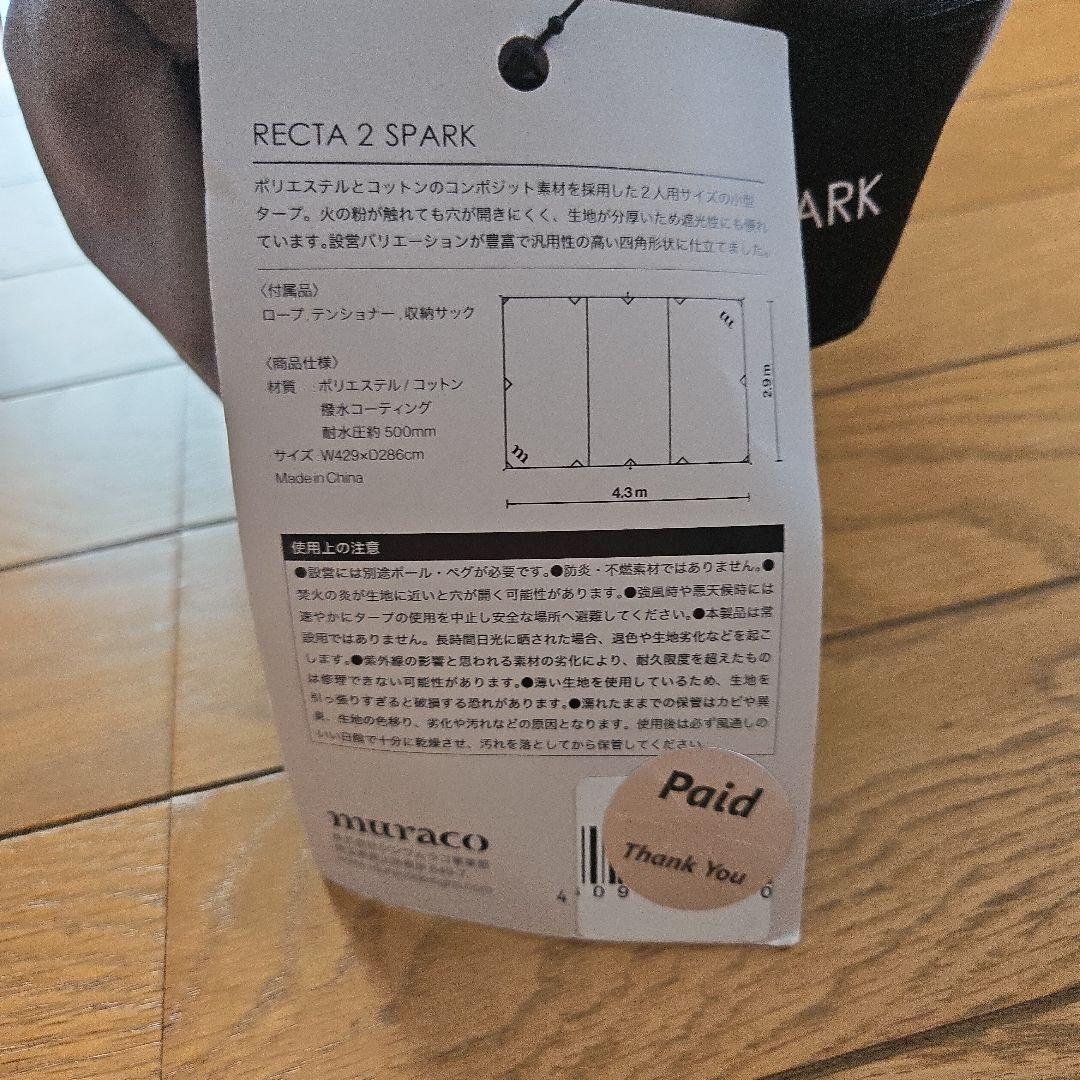 RECTA 2 SPARK
ポリエステルとコットンのコンポジット素材を採用した2人用サイズの小型
タープ。火の粉が触れても穴が開きにくく、生地が分厚いため遮光性にも優れ
ています。設営バリエーションが豊富で汎用性の高い四角形状に仕立てました。
ARK
〈付属品〉
ロープ,テンショナー,収納サック
〈商品仕様〉
材質 :ポリエステル/コットン
撥水コーティング
耐水圧約500mm
サイズ W429×D286cm
Made in China
m
m
2.9m
4.3m
使用上の注意
●設営には別途ポール・ペグが必要です。●防炎・不燃素材ではありません。●
焚火の炎が生地に近いと穴が開く可能性があります。●強風時や悪天候時には
速やかにタープの使用を中止し安全な場所へ避難してください。●本製品は常
設用ではありません。長時間日光に晒された場合、退色や生地劣化などを起こ
します。●紫外線の影響と思われる素材の劣化により、耐久限度を超えたもの
は修理できない可能性があります。●薄い生地を使用しているため、生地を
引っ張りすぎると破損する恐れがあります。●濡れたままでの保管はカビや異
臭、生地の色移り、劣化や汚れなどの原因となります。使用後は必ず風通しの
いい日陰で十分に乾燥させ、汚れを落としてから保管してください。
muraco
Paid
Thank You
4 09 0